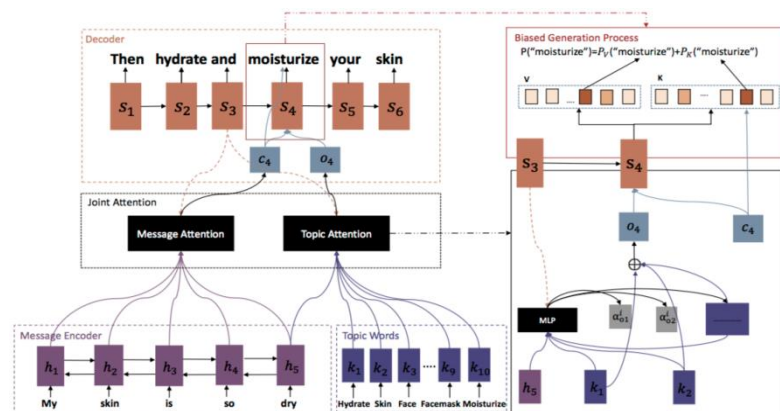 Decoder
Then hydrate and moisturize your skin
S1 S2 S3 S4 S5 S6
c4 o4
Joint Attention
Message Attention Topic Attention
Message Encoder
h1 h2 h3 h4 h5
My skin is so dry
Topic Words
k1 k2 k3 .... k9 k10
Hydrate Skin Face Facemask Moisturize
Biased Generation Process
P("moisturize")=PV("moisturize")+PK("moisturize")
V K
... ...
S3 S4
o4 c4
MLP αio1 αio2
h5 k1 k2